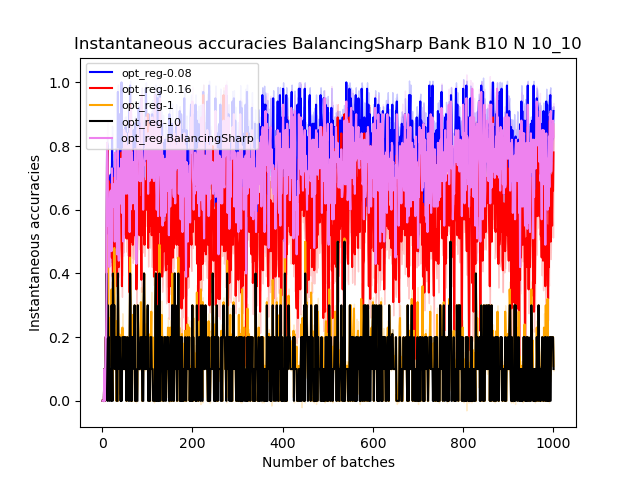 Instantaneous accuracies BalancingSharp Bank B10 N 10_10
opt_reg-0.08
opt_reg-0.16
opt_reg-1
opt_reg-10
opt_reg.BalancingSharp
1.0
0.8
0.6
0.4
0.2
0.0
Instantaneous accuracies
0 200 400 600 800 1000
Number of batches